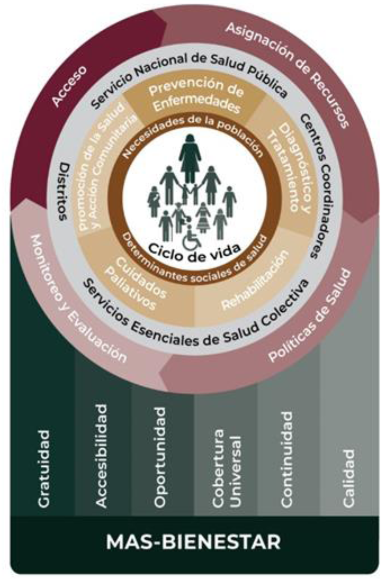 Acceso
Asignación de Recursos
Políticas de Salud
Monitoreo y Evaluación
Servicio Nacional de Salud Pública
Centros Coordinadores
Servicios Esenciales de Salud Colectiva
Distritos
Prevención de
Enfermedades
Diagnóstico y
Tratamiento
Rehabilitación
Cuidados
Paliativos
Promoción de la Salud
y Acción Comunitaria
Necesidades de la población
Determinantes sociales de salud
Ciclo de vida
Gratuidad
Accesibilidad
Oportunidad
Cobertura
Universal
Continuidad
Calidad
MAS-BIENESTAR